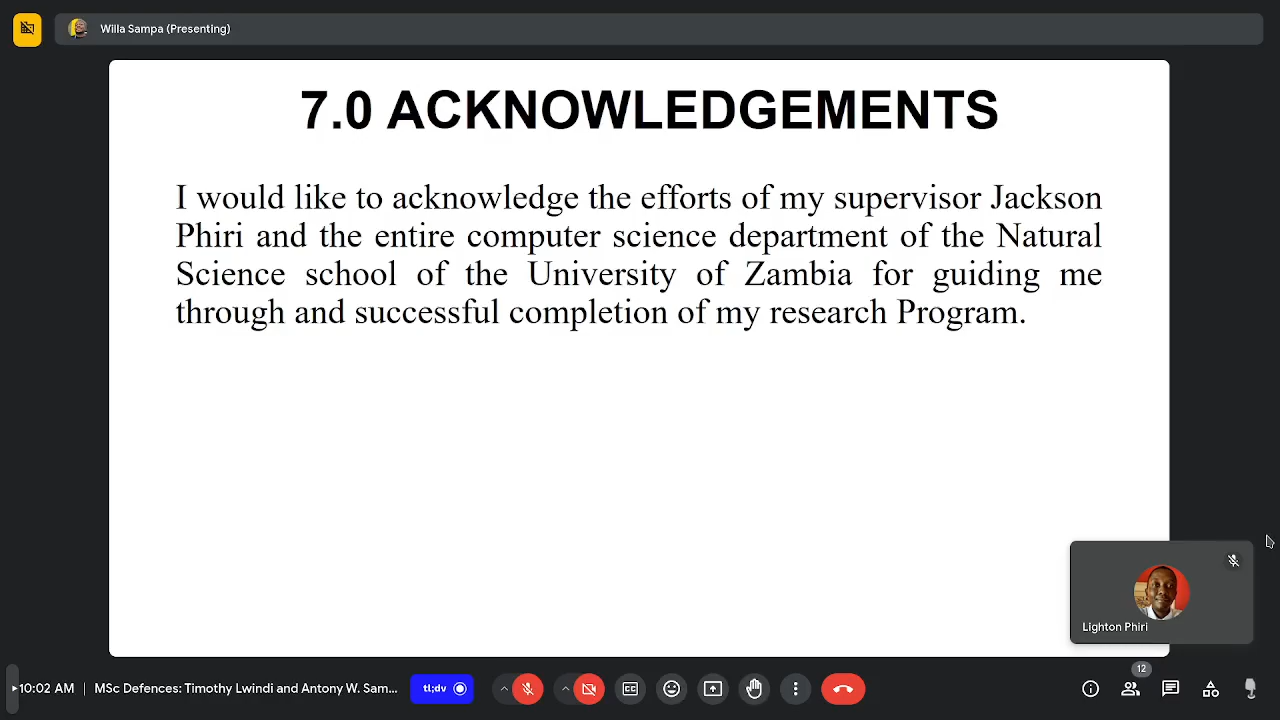 Willa Sampa (Presenting)
7.0 ACKNOWLEDGEMENTS
I would like to acknowledge the efforts of my supervisor Jackson
Phiri and the entire computer science department of the Natural
Science school of the University of Zambia for guiding me
through and successful completion of my research Program.
Lighton Phiri
12
10:02 AM | MSc Defences: Timothy Lwindi and Antony W. Sam...
tl;dv